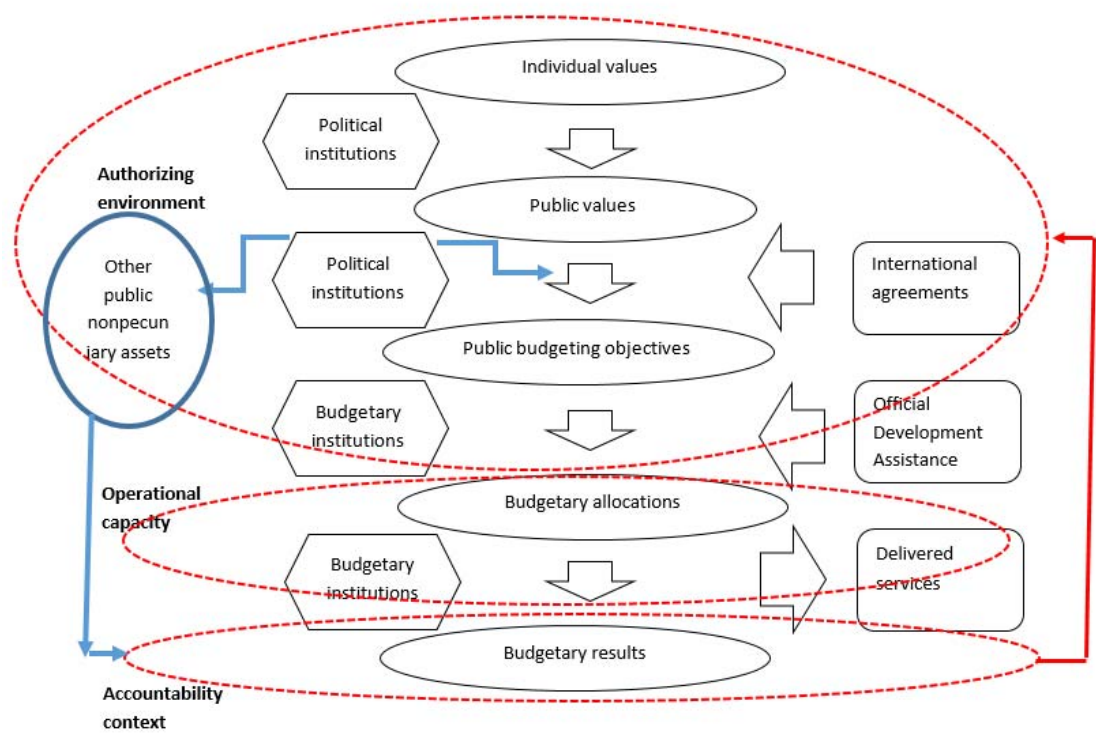 Individual values
Political
institutions
Authorizing
environment
Public values
Other
public
nonpecun
iary assets
Political
institutions
International
agreements
Public budgeting objectives
Budgetary
institutions
Official
Development
Assistance
Operational
capacity
Budgetary allocations
Budgetary
institutions
Delivered
services
Budgetary results
Accountability
context